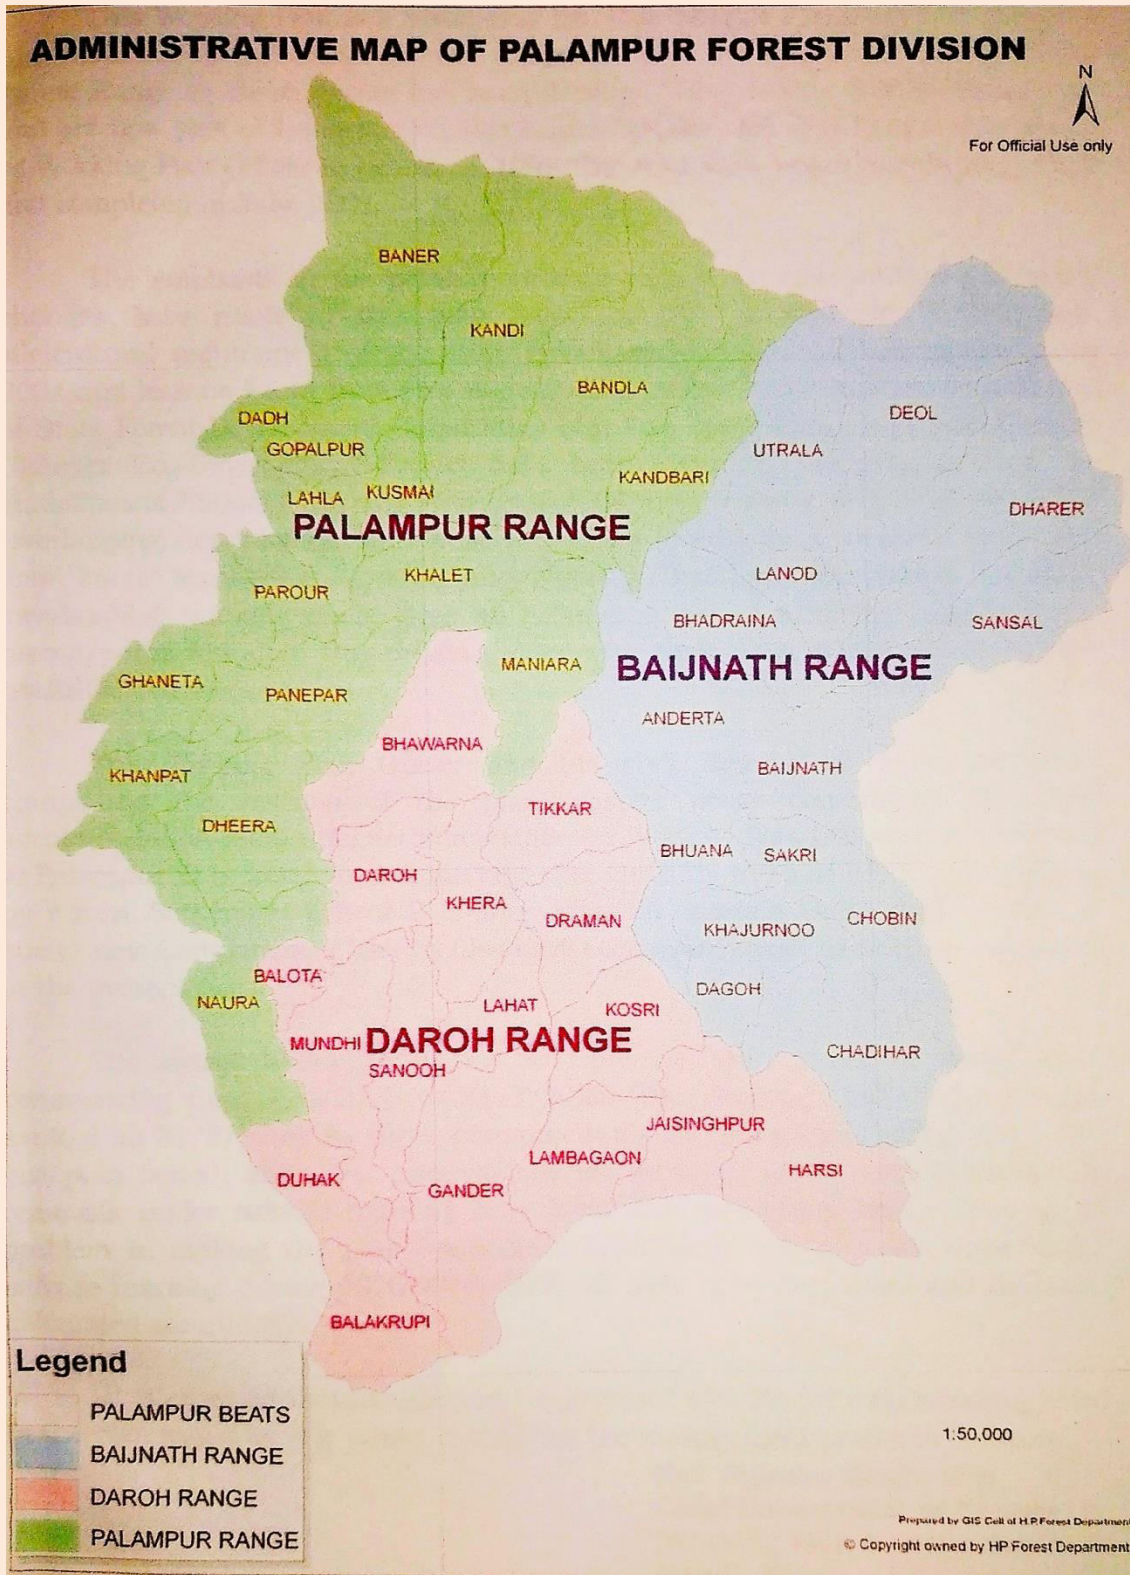 ADMINISTRATIVE MAP OF PALAMPUR FOREST DIVISION
N
For Official Use only
BANER
KANDI
BANDLA
DADH
GOPALPUR
LAHLA
KUSMAI
KANDBARI
PALAMPUR RANGE
KHALET
PAROUR
MANIARA
GHANETA
PANEPAR
KHANPAT
DHEERA
NAURA
DEOL
UTRALA
DHARER
LANOD
BHADRAINA
SANSAL
BAIJNATH RANGE
ANDERTA
BAIJNATH
BHUANA
SAKRI
KHAJURNOO
CHOBIN
DAGOH
CHADIHAR
BHAWARNA
TIKKAR
DAROH
KHERA
DRAMAN
BALOTA
LAHAT
KOSRI
MUNDHI
DAROH RANGE
SANOOH
JAISINGHPUR
LAMBAGAON
HARSI
DUHAK
GANDER
BALAKRUPI
Legend
PALAMPUR BEATS
BAIJNATH RANGE
DAROH RANGE
PALAMPUR RANGE
1:50,000
Prepared by GIS Cell of H.P.Forest Department
© Copyright owned by HP Forest Department